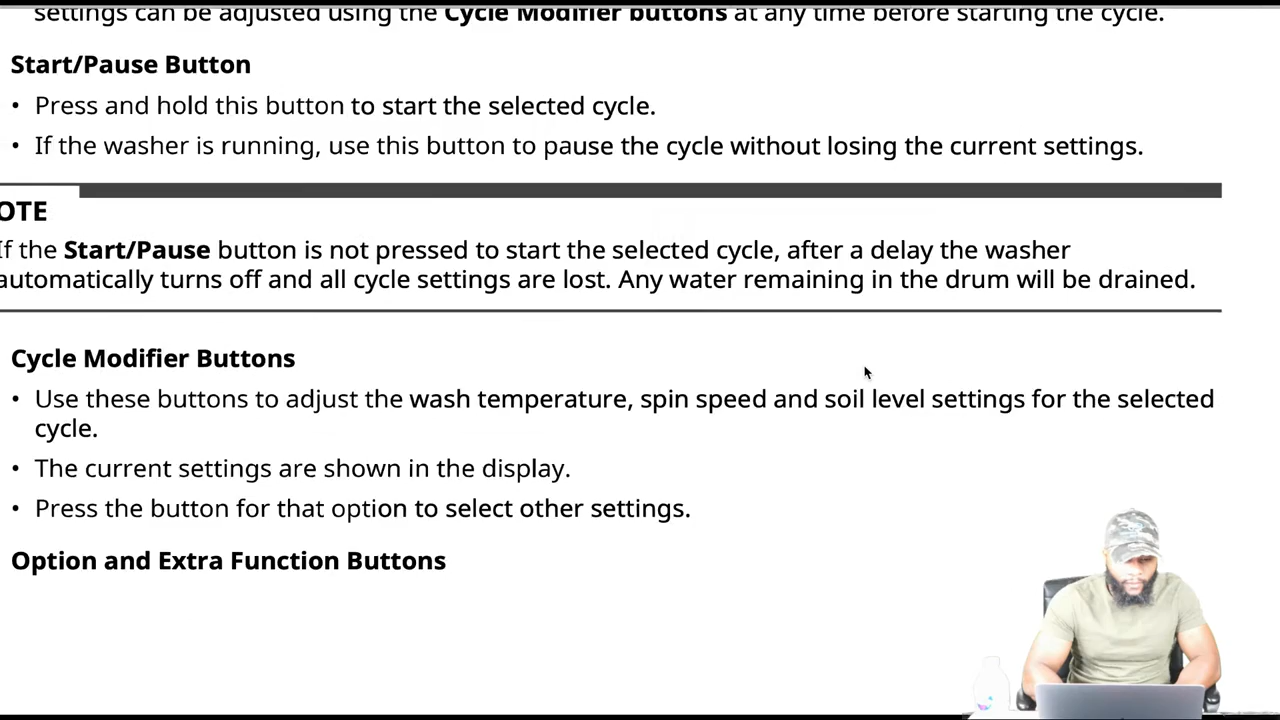 settings can be adjusted using the Cycle Modifier buttons at any time before starting the cycle.
Start/Pause Button
• Press and hold this button to start the selected cycle.
• If the washer is running, use this button to pause the cycle without losing the current settings.
OTE
If the Start/Pause button is not pressed to start the selected cycle, after a delay the washer
automatically turns off and all cycle settings are lost. Any water remaining in the drum will be drained.
Cycle Modifier Buttons
• Use these buttons to adjust the wash temperature, spin speed and soil level settings for the selected
cycle.
• The current settings are shown in the display.
• Press the button for that option to select other settings.
Option and Extra Function Buttons